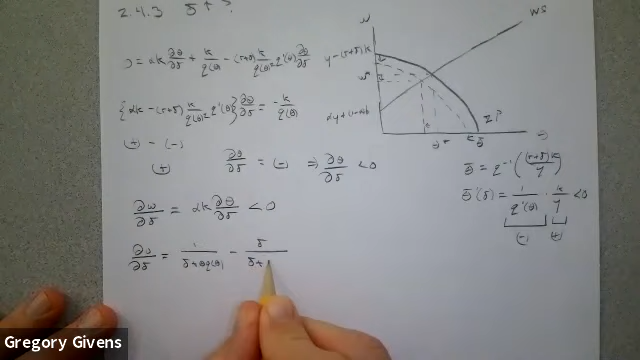 2.4.3 δ↑ ?
0 = αk ∂θ/∂δ + k/q(θ) - (r+δ) k/q(θ)² q'(θ) ∂θ/∂δ
{αk - (r+δ) k/q(θ)² q'(θ)} ∂θ/∂δ = -k/q(θ)
(+) - (-)
(+) ∂θ/∂δ = (-) ⇒ ∂θ/∂δ < 0
∂w/∂δ = αk ∂θ/∂δ < 0
∂u/∂δ = 1/δ+θq(θ) - δ/δ+
w
WS
y-(r+δ)k
w*
αy+(1-α)b
ZP
θ*
θ
θ̄ = q⁻¹((r+δ)k/y)
θ̄'(δ) = 1/q'(θ) · k/y < 0
(-) (+)
Gregory Givens